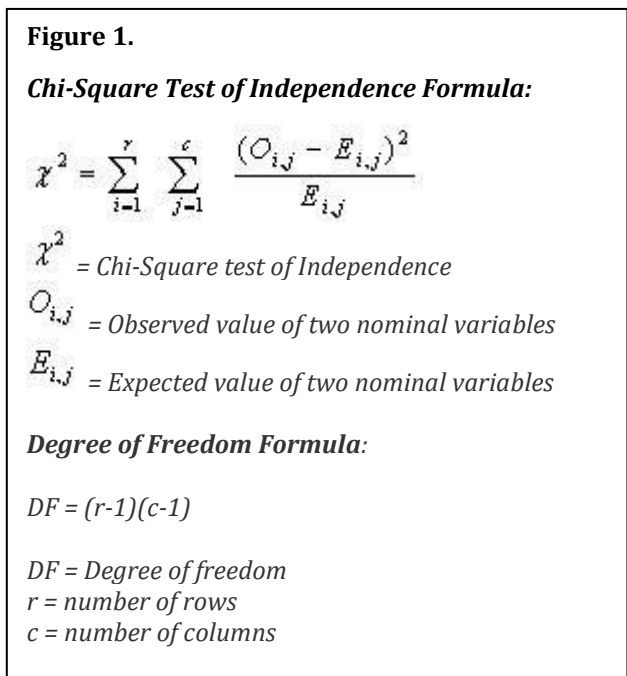 Figure 1.
Chi-Square Test of Independence Formula:
χ² = ∑_{i=1}^{r} ∑_{j=1}^{c} (O_{i,j} − E_{i,j})² / E_{i,j}
χ² = Chi-Square test of Independence
O_{i,j} = Observed value of two nominal variables
E_{i,j} = Expected value of two nominal variables
Degree of Freedom Formula:
DF = (r-1)(c-1)
DF = Degree of freedom
r = number of rows
c = number of columns